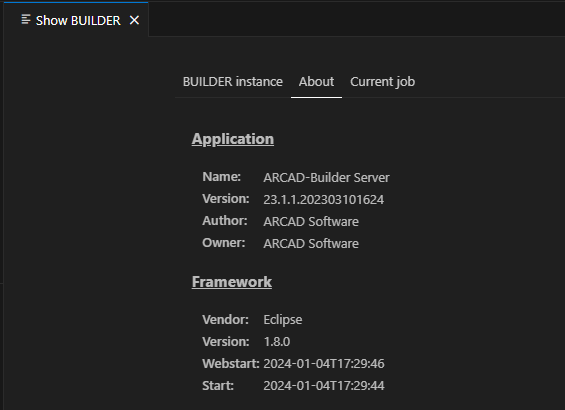 Show BUILDER
BUILDER instance About Current job
Application
Name: ARCAD-Builder Server
Version: 23.1.1.202303101624
Author: ARCAD Software
Owner: ARCAD Software
Framework
Vendor: Eclipse
Version: 1.8.0
Webstart: 2024-01-04T17:29:46
Start: 2024-01-04T17:29:44